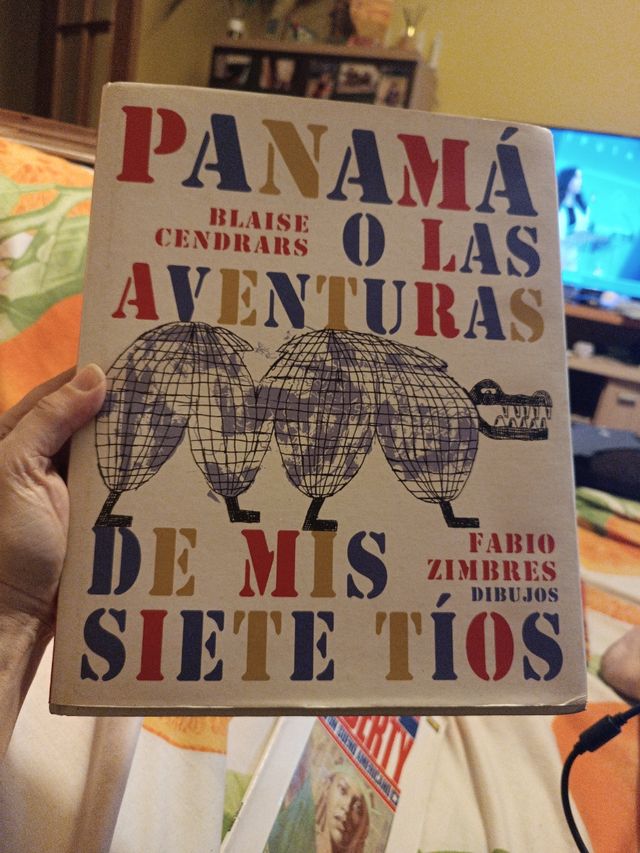 PANAMÁ
BLAISE
CENDRARS
O LAS
AVENTURAS
DE MIS
FABIO
ZIMBRES
DIBUJOS
SIETE TÍOS